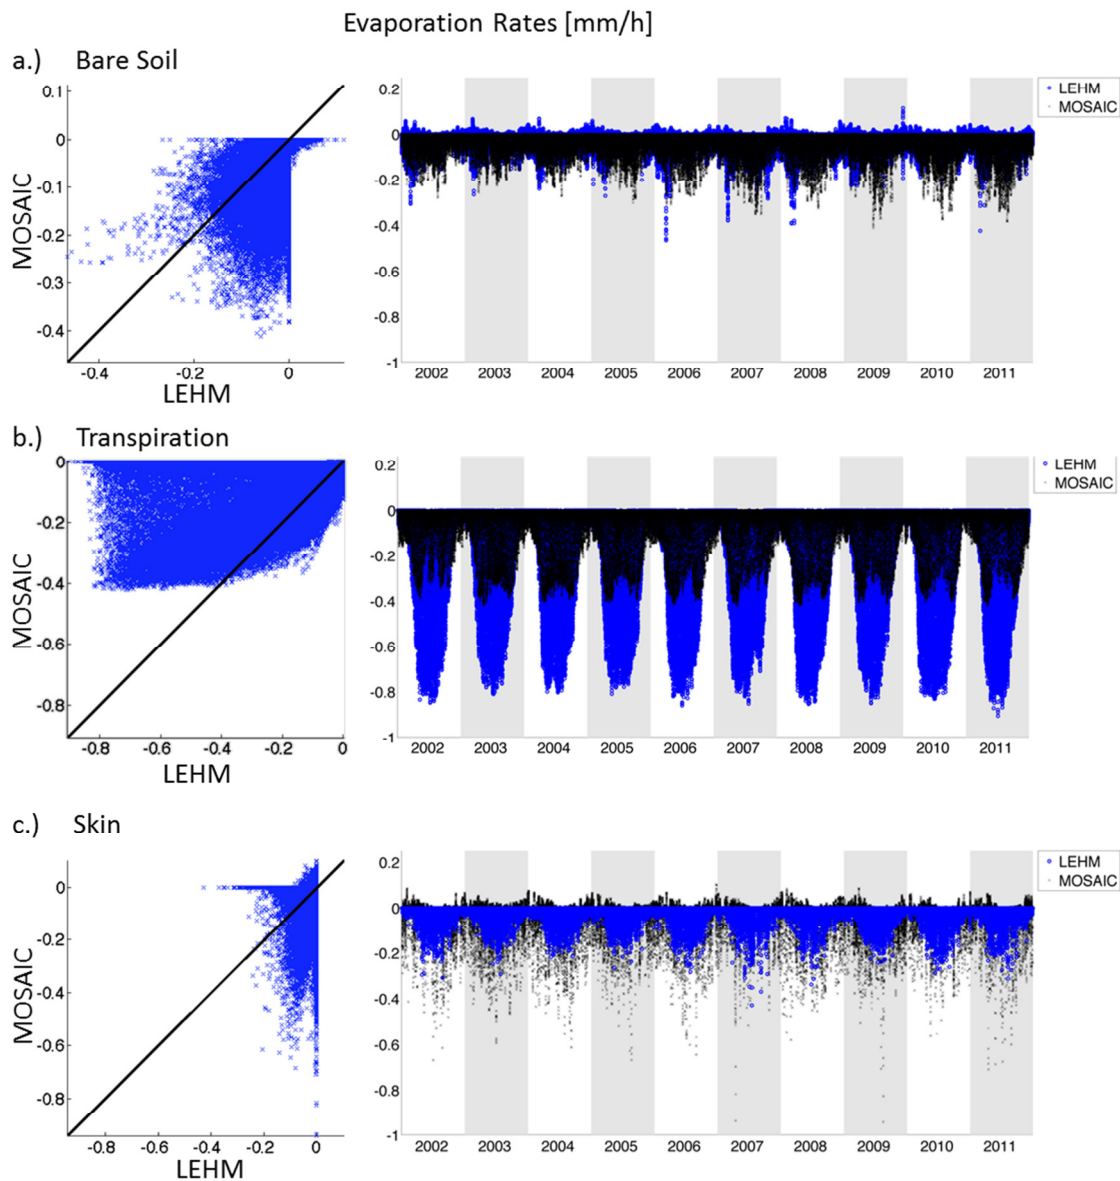 Evaporation Rates [mm/h]
a.) Bare Soil
0.1
0
-0.1
-0.2
-0.3
-0.4
MOSAIC
-0.4 -0.2 0
LEHM
0.2
0
-0.2
-0.4
-0.6
-0.8
-1
2002 2003 2004 2005 2006 2007 2008 2009 2010 2011
LEHM
MOSAIC
b.) Transpiration
0
-0.2
-0.4
-0.6
-0.8
MOSAIC
-0.8 -0.6 -0.4 -0.2 0
LEHM
0.2
0
-0.2
-0.4
-0.6
-0.8
-1
2002 2003 2004 2005 2006 2007 2008 2009 2010 2011
LEHM
MOSAIC
c.) Skin
0
-0.2
-0.4
-0.6
-0.8
MOSAIC
-0.8 -0.6 -0.4 -0.2 0
LEHM
0.2
0
-0.2
-0.4
-0.6
-0.8
-1
2002 2003 2004 2005 2006 2007 2008 2009 2010 2011
LEHM
MOSAIC